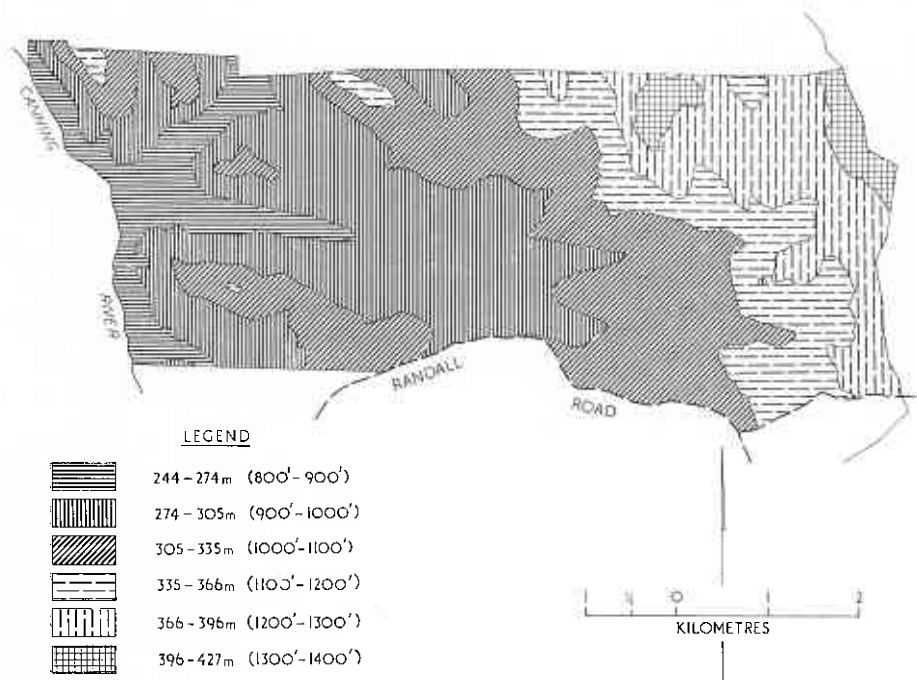 CANNING
RIVER
RANDALL
ROAD
LEGEND
244-274m (800'-900')
274-305m (900'-1000')
305-335m (1000'-1100')
335-366m (1100'-1200')
366-396m (1200'-1300')
396-427m (1300'-1400')
1 ½ 0 1 2
KILOMETRES